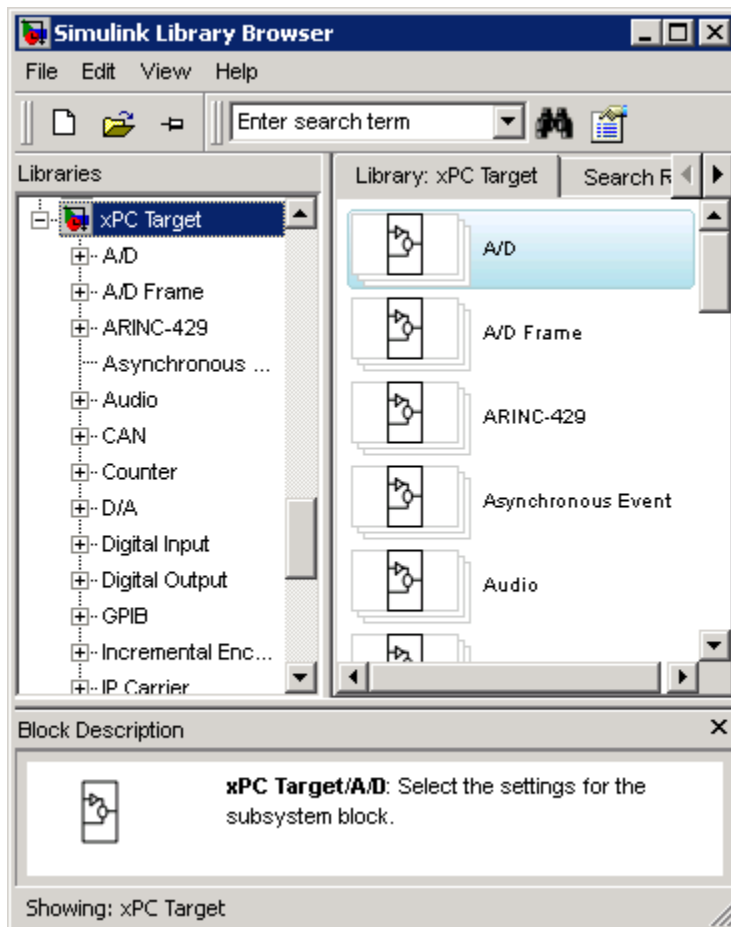 Simulink Library Browser
File Edit View Help
Enter search term
Libraries
xPC Target
A/D
A/D Frame
ARINC-429
Asynchronous ...
Audio
CAN
Counter
D/A
Digital Input
Digital Output
GPIB
Incremental Enc...
IP Carrier
Library: xPC Target
Search R
A/D
A/D Frame
ARINC-429
Asynchronous Event
Audio
Block Description
xPC Target/A/D: Select the settings for the
subsystem block.
Showing: xPC Target